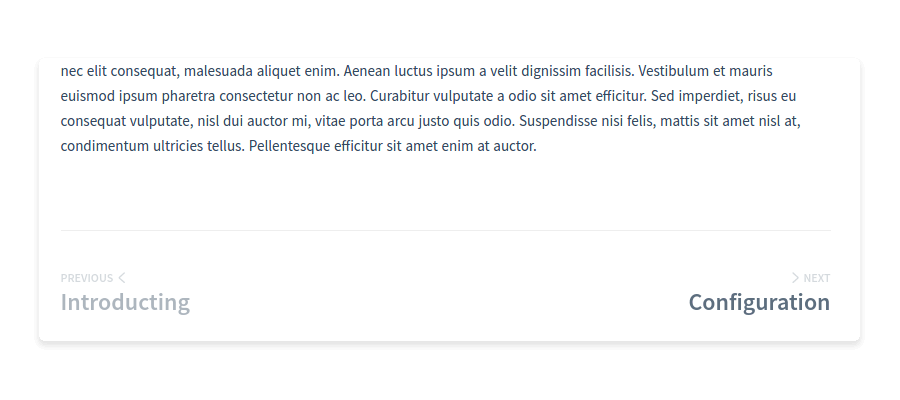 nec elit consequat, malesuada aliquet enim. Aenean luctus ipsum a velit dignissim facilisis. Vestibulum et mauris
euismod ipsum pharetra consectetur non ac leo. Curabitur vulputate a odio sit amet efficitur. Sed imperdiet, risus eu
consequat vulputate, nisl dui auctor mi, vitae porta arcu justo quis odio. Suspendisse nisi felis, mattis sit amet nisl at,
condimentum ultricies tellus. Pellentesque efficitur sit amet enim at auctor.
PREVIOUS
Introducting
NEXT
Configuration